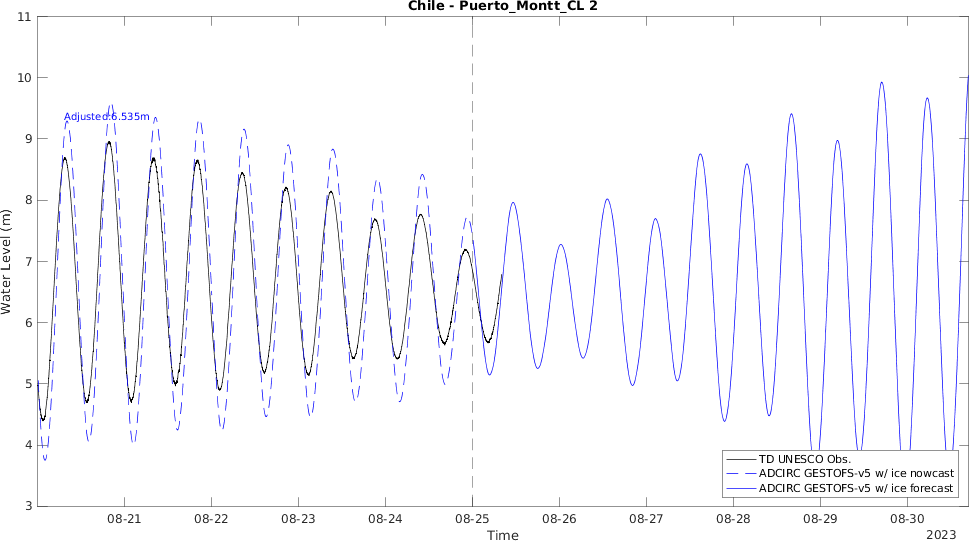 Chile - Puerto_Montt_CL 2
11
10
9
8
7
6
5
4
3
Water Level (m)
Adjusted:6.535m
TD UNESCO Obs.
ADCIRC GESTOFS-v5 w/ ice nowcast
ADCIRC GESTOFS-v5 w/ ice forecast
08-21 08-22 08-23 08-24 08-25 08-26 08-27 08-28 08-29 08-30
Time
2023